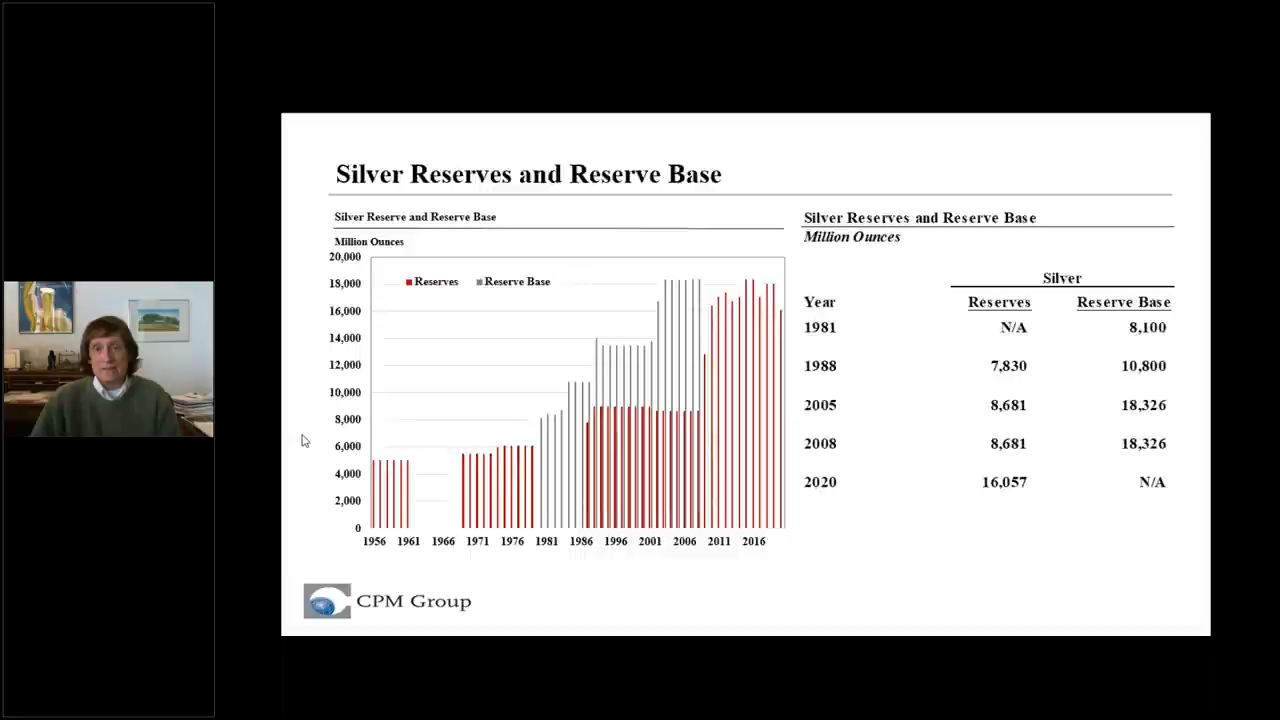 Silver Reserves and Reserve Base
Silver Reserve and Reserve Base
Million Ounces
20,000
18,000
16,000
14,000
12,000
10,000
8,000
6,000
4,000
2,000
0
Reserves Reserve Base
1956 1961 1966 1971 1976 1981 1986 1996 2001 2006 2011 2016
Silver Reserves and Reserve Base
Million Ounces
Silver
Year Reserves Reserve Base
1981 N/A 8,100
1988 7,830 10,800
2005 8,681 18,326
2008 8,681 18,326
2020 16,057 N/A
CPM Group